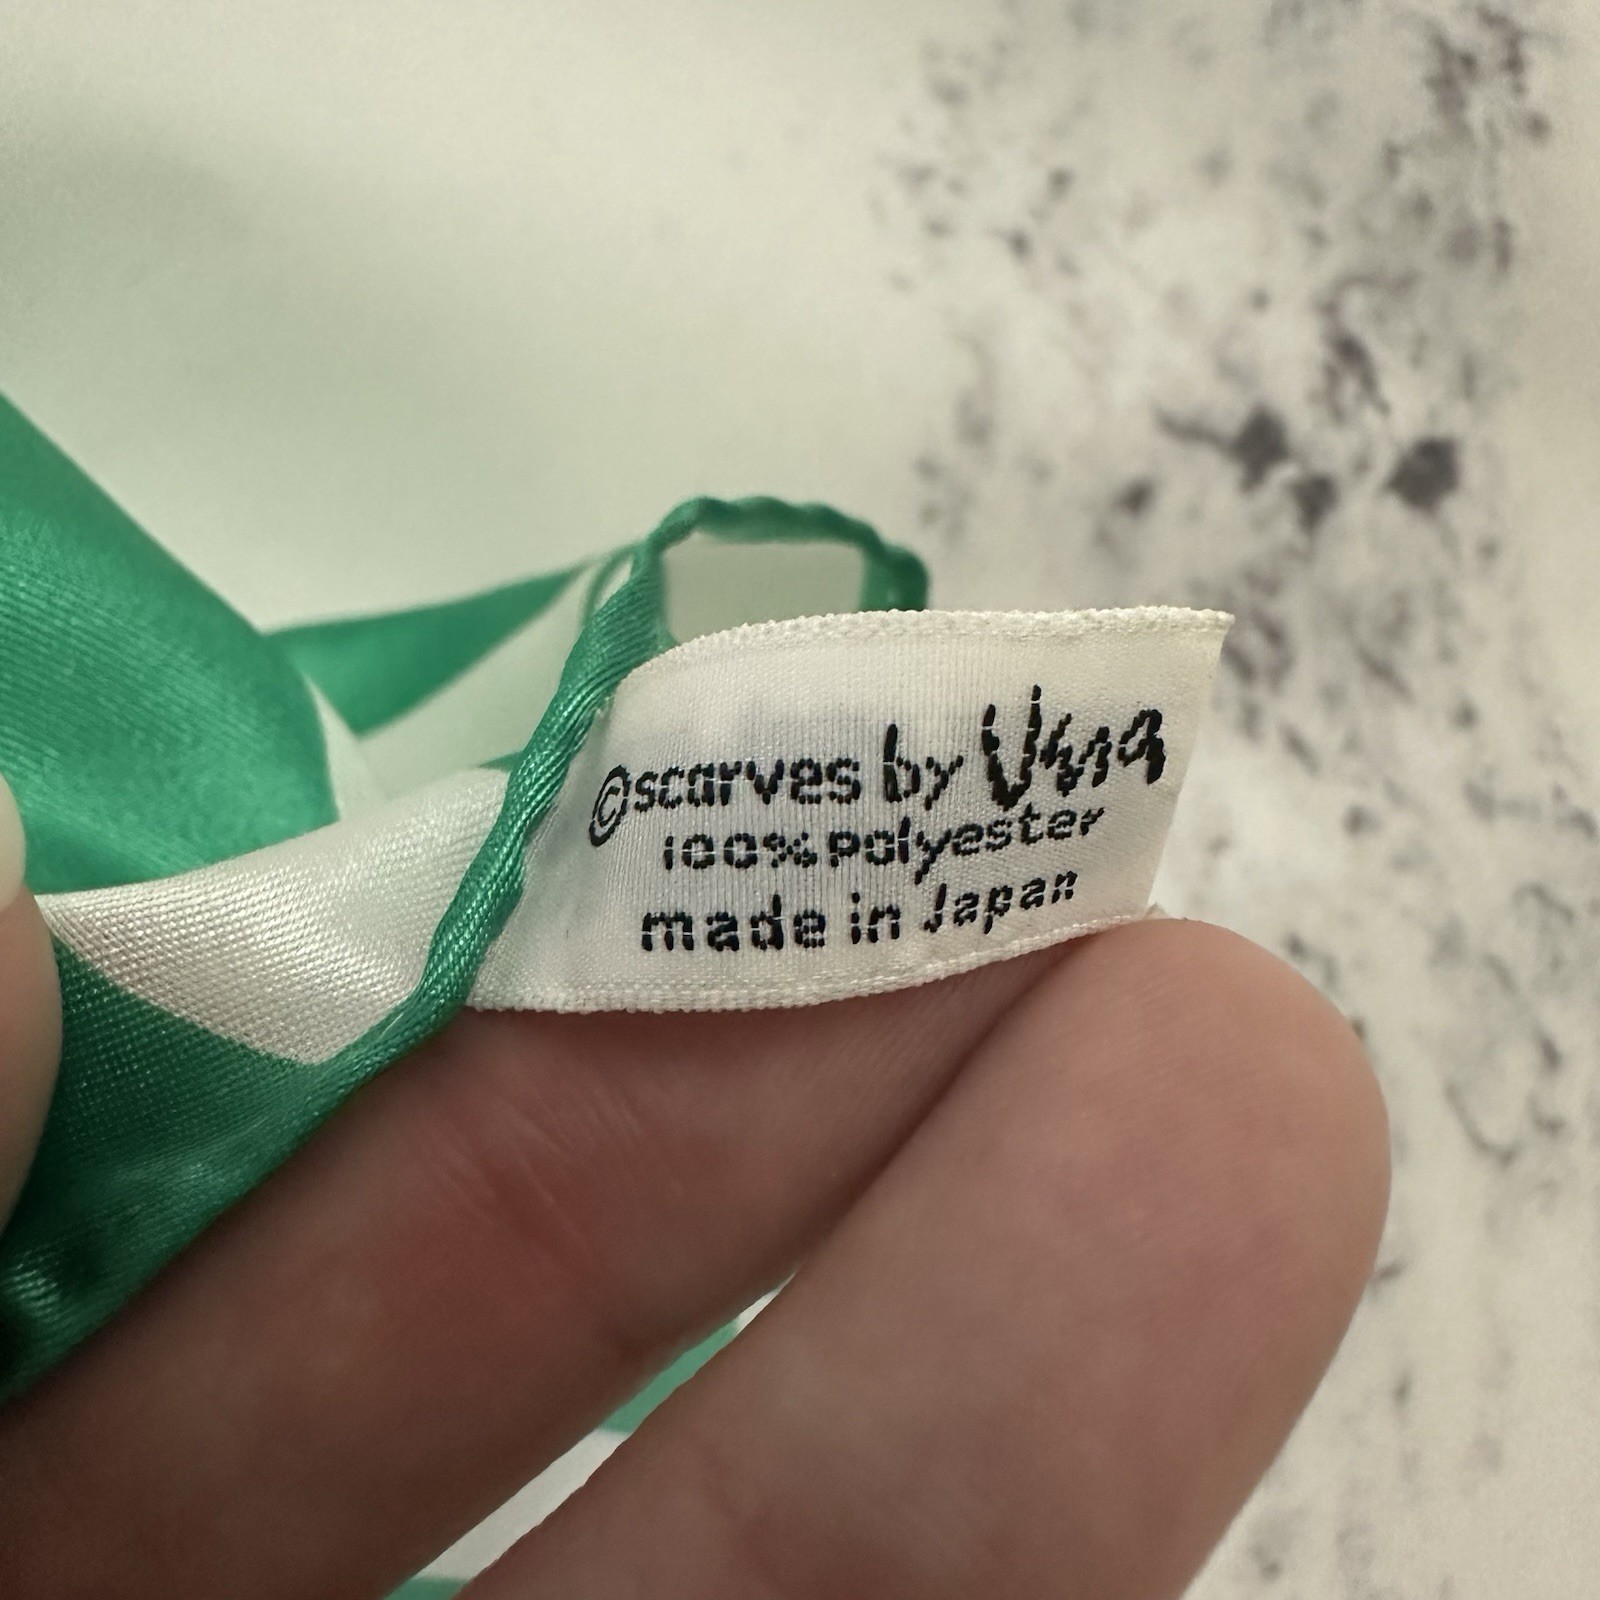 ©scarves by Vera
100% Polyester
made in Japan